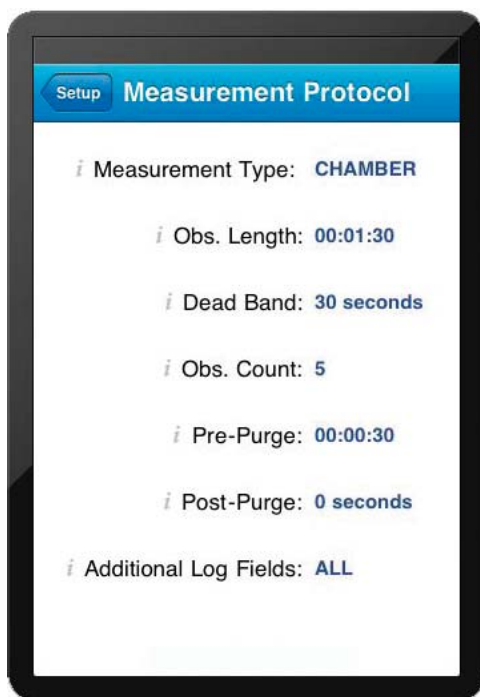 Setup Measurement Protocol
i Measurement Type: CHAMBER
i Obs. Length: 00:01:30
i Dead Band: 30 seconds
i Obs. Count: 5
i Pre-Purge: 00:00:30
i Post-Purge: 0 seconds
i Additional Log Fields: ALL